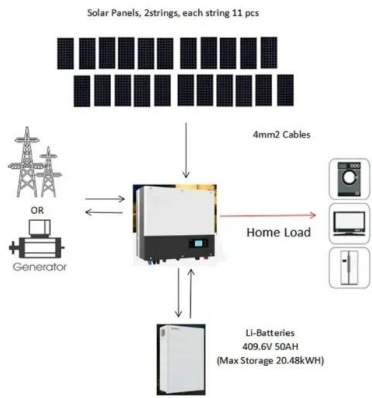 Solar Panels, 2strings, each string 11 pcs
4mm2 Cables
OR
Home Load
Generator
Li-Batteries
409.6V 50AH
(Max Storage 20.48kWH)